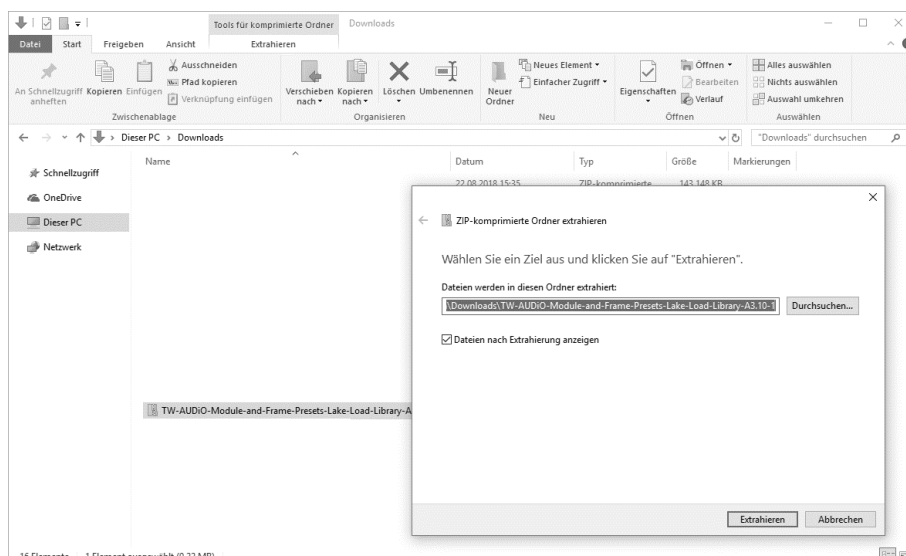 Tools für komprimierte Ordner Downloads
Datei Start Freigeben Ansicht Extrahieren
An Schnellzugriff anheften
Kopieren
Einfügen
Ausschneiden
Pfad kopieren
Verknüpfung einfügen
Zwischenablage
Verschieben nach
Kopieren nach
Löschen
Umbenennen
Organisieren
Neuer Ordner
Neues Element
Einfacher Zugriff
Neu
Eigenschaften
Öffnen
Bearbeiten
Verlauf
Öffnen
Alles auswählen
Nichts auswählen
Auswahl umkehren
Auswählen
Dieser PC > Downloads
"Downloads" durchsuchen
Schnellzugriff
OneDrive
Dieser PC
Netzwerk
Name Datum Typ Größe Markierungen
22.08.2018 15:35 ZIP-komprimierte 143.148 KB
TW-AUDiO-Module-and-Frame-Presets-Lake-Load-Library-A
ZIP-komprimierte Ordner extrahieren
Wählen Sie ein Ziel aus und klicken Sie auf "Extrahieren".
Dateien werden in diesen Ordner extrahiert:
\Downloads\TW-AUDiO-Module-and-Frame-Presets-Lake-Load-Library-A3.10-1
Durchsuchen...
Dateien nach Extrahierung anzeigen
Extrahieren Abbrechen
16 Elemente 1 Element ausgewählt (9,22 MB)